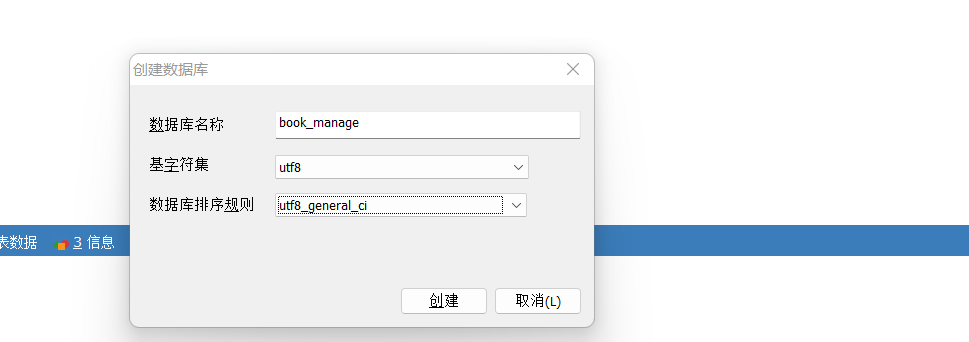 创建数据库
数据库名称 book_manage
基字符集 utf8
数据库排序规则 utf8_general_ci
表数据 3 信息
创建 取消(L)